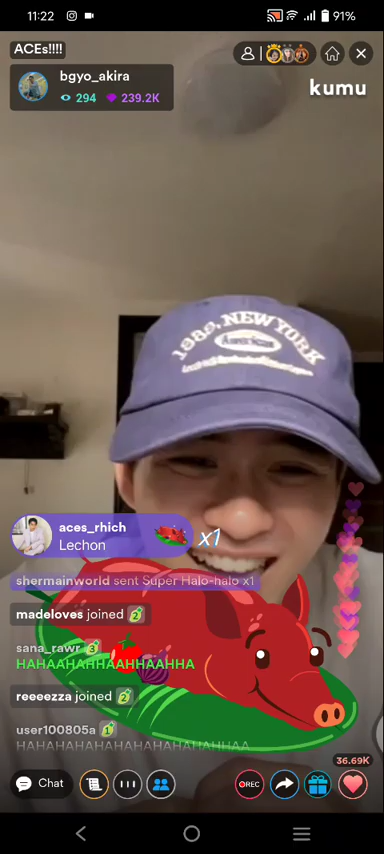 11:22
91%
ACEs!!!!
bgyo_akira
294 239.2K
kumu
1989, NEW YORK
aces_rhich
Lechon
x1
shermainworld sent Super Halo-halo x1
madeloves joined 2
sana_rawr 3
HAHAAHAHHAAHHAAHHA
reeeezza joined 2
user100805a 1
HAHAHAHAHAHAHAHAHAHHAA
36.69K
Chat
REC